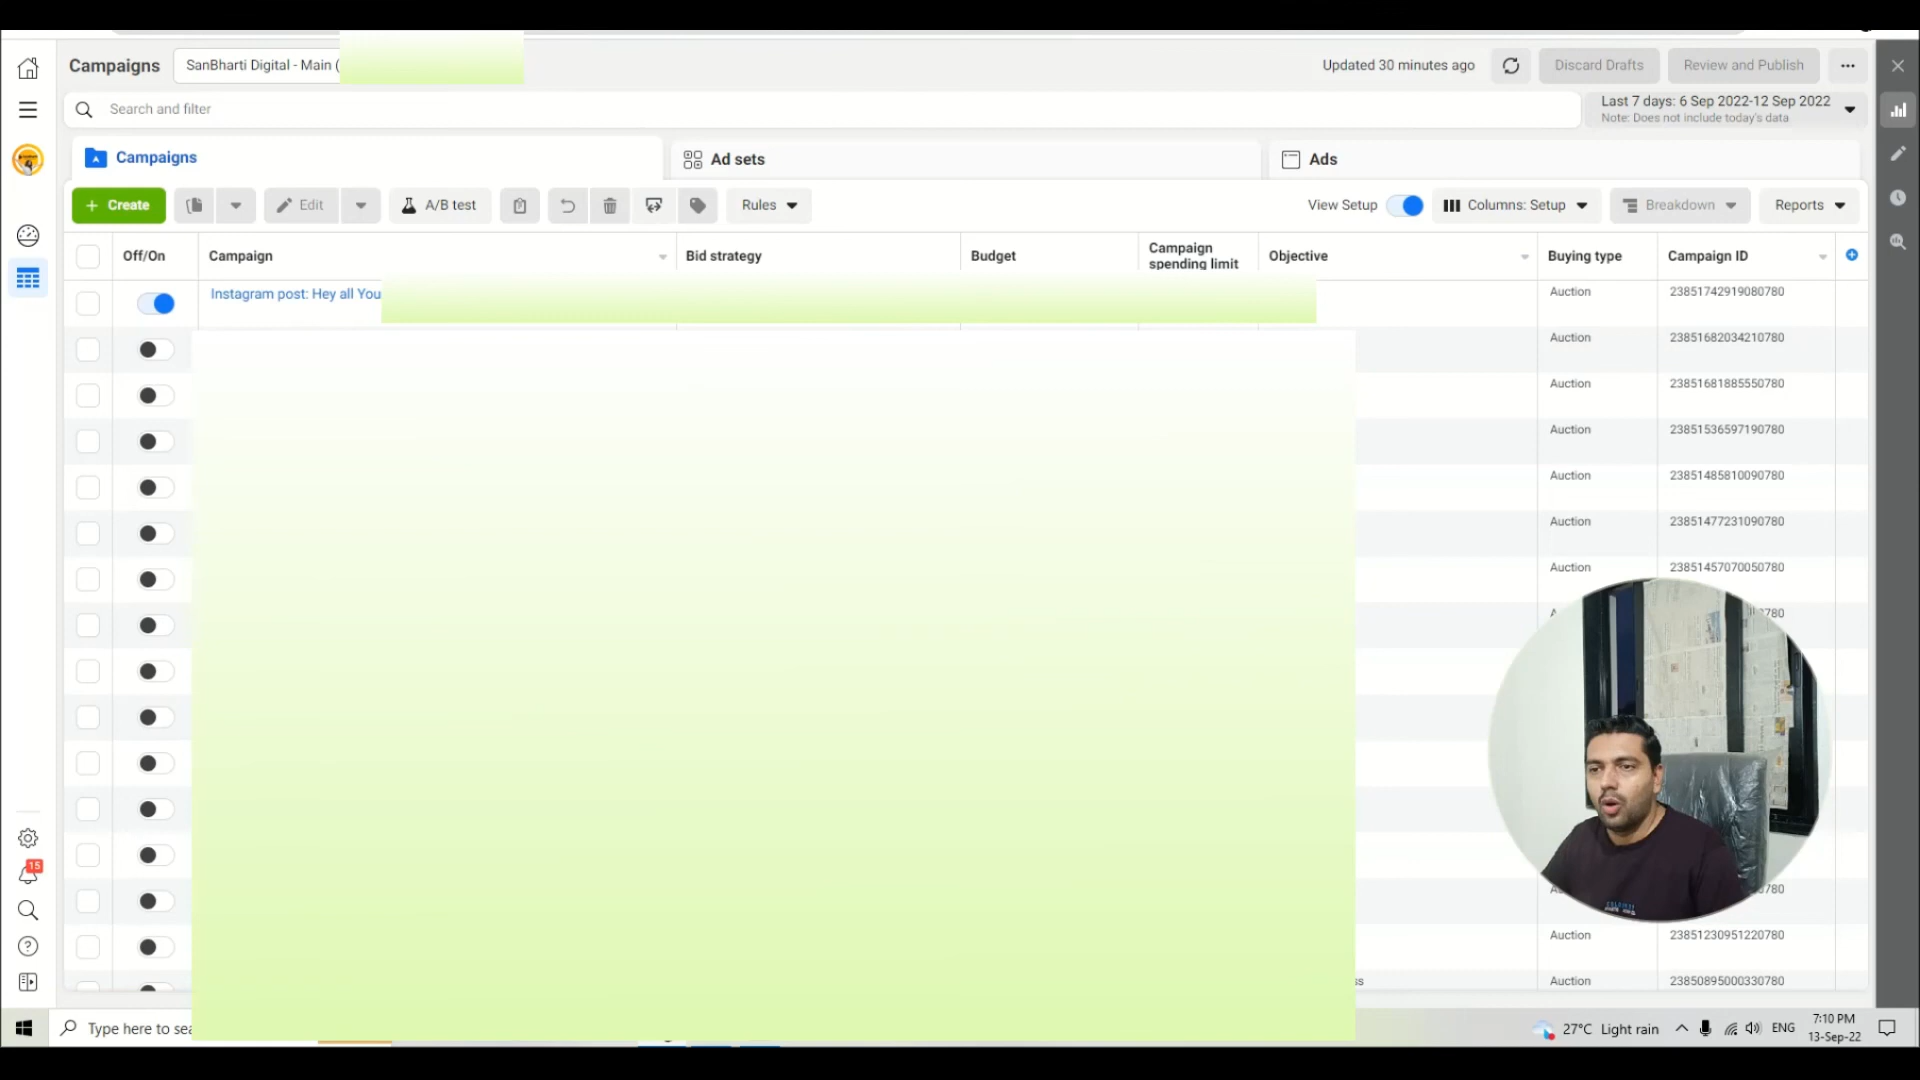 Campaigns
SanBharti Digital - Main (
Updated 30 minutes ago
Discard Drafts
Review and Publish
Search and filter
Last 7 days: 6 Sep 2022-12 Sep 2022
Note: Does not include today's data
Campaigns
Ad sets
Ads
+ Create
Edit
A/B test
Rules
View Setup
Columns: Setup
Breakdown
Reports
Off/On
Campaign
Bid strategy
Budget
Campaign
spending limit
Objective
Buying type
Campaign ID
Instagram post: Hey all You
Auction
23851742919080780
Auction
23851682034210780
Auction
23851681885550780
Auction
23851536597190780
Auction
23851485810090780
Auction
23851477231090780
Auction
23851457070050780
780
780
Auction
23851230951220780
ss
Auction
23850895000330780
15
Type here to sea
27°C Light rain
ENG
7:10 PM
13-Sep-22